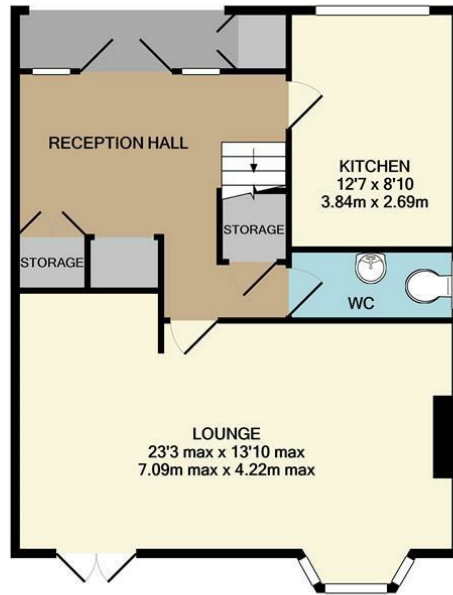 RECEPTION HALL
KITCHEN
12'7 x 8'10
3.84m x 2.69m
STORAGE
STORAGE
WC
LOUNGE
23'3 max x 13'10 max
7.09m max x 4.22m max